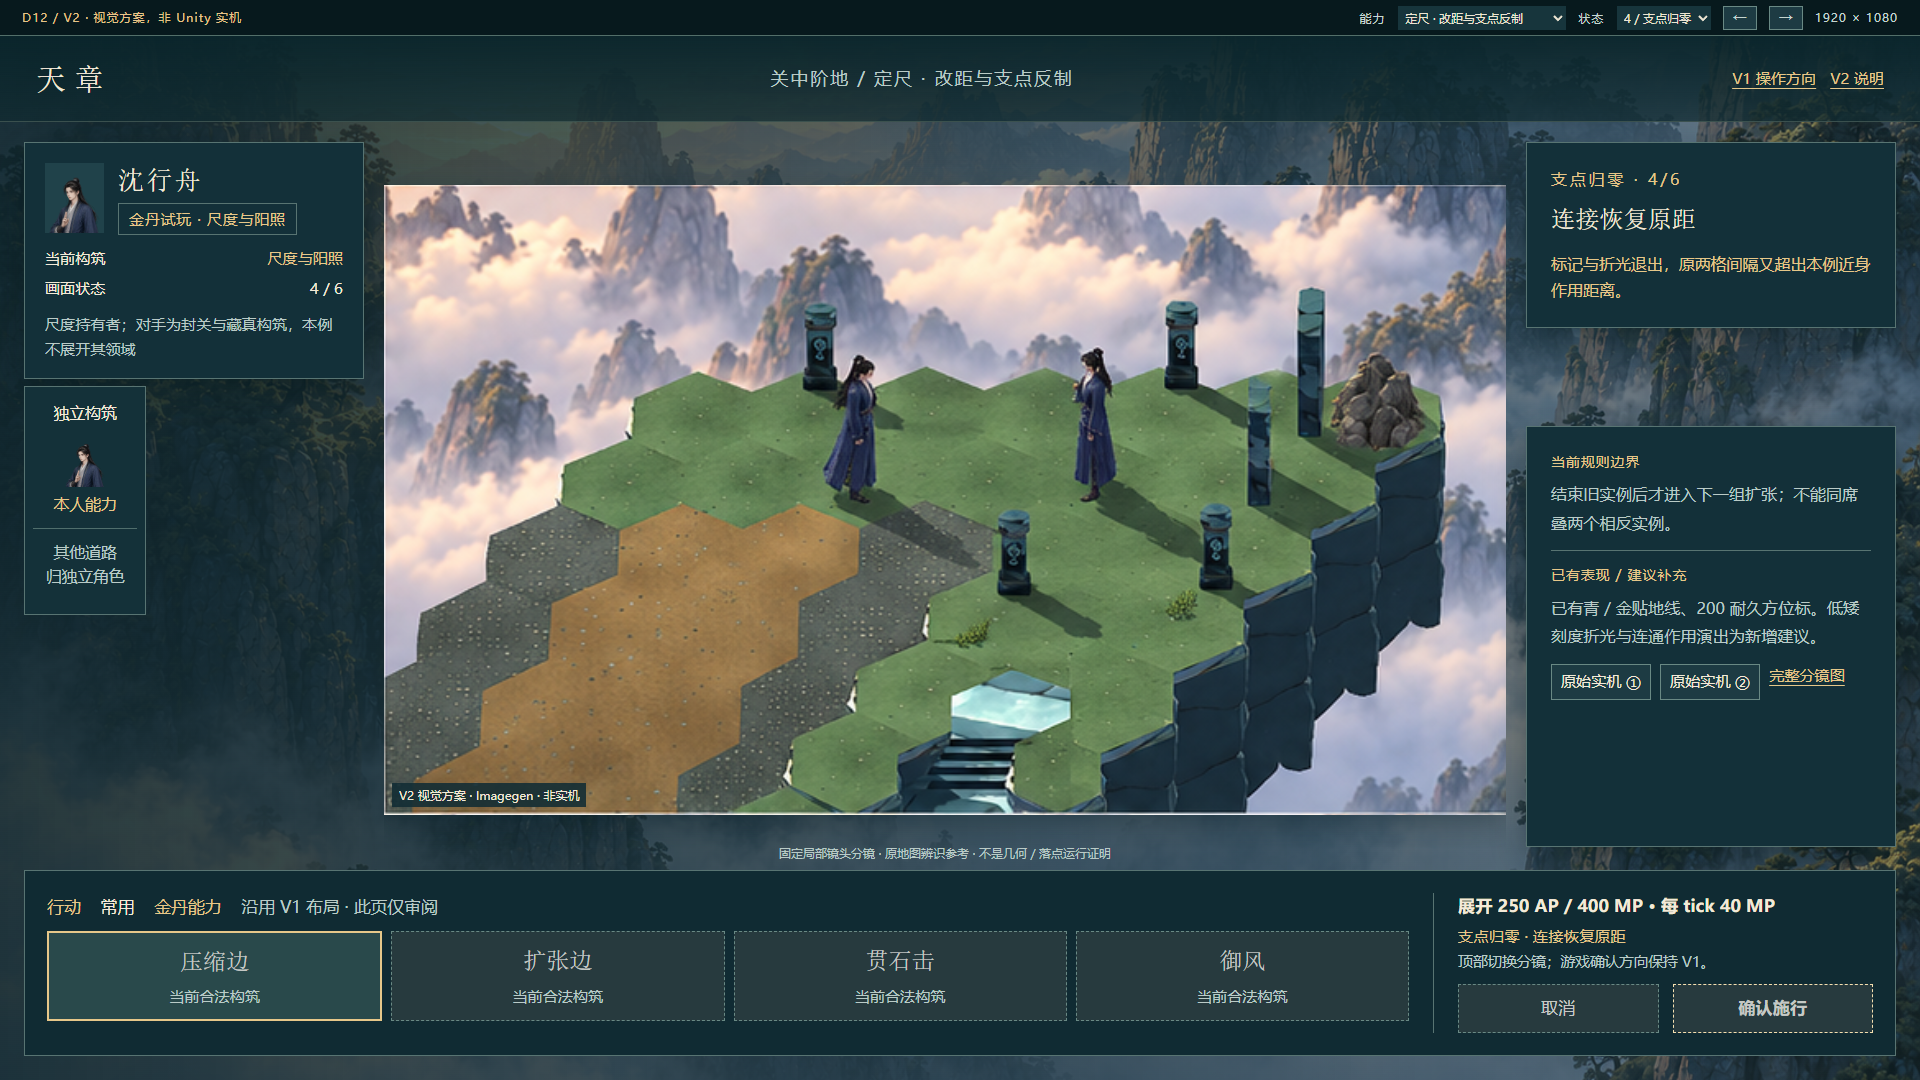 D12 / V2 · 视觉方案，非 Unity 实机
能力 定尺 · 改距与支点反制 状态 4 / 支点归零 ← → 1920 × 1080
天章
关中阶地 / 定尺 · 改距与支点反制
V1 操作方向 V2 说明
沈行舟
金丹试玩 · 尺度与阳照
当前构筑 尺度与阳照
画面状态 4 / 6
尺度持有者；对手为封关与藏真构筑，本例
不展开其领域
独立构筑
本人能力
其他道路
归独立角色
V2 视觉方案 · Imagegen · 非实机
固定局部镜头分镜 · 原地图辨识参考 · 不是几何 / 落点运行证明
支点归零 · 4/6
连接恢复原距
标记与折光退出，原两格间隔又超出本例近身
作用距离。
当前规则边界
结束旧实例后才进入下一组扩张；不能同席
叠两个相反实例。
已有表现 / 建议补充
已有青 / 金贴地线、200 耐久方位标。低矮
刻度折光与连通作用演出为新增建议。
原始实机 ① 原始实机 ② 完整分镜图
行动 常用 金丹能力 沿用 V1 布局 · 此页仅审阅
压缩边
当前合法构筑
扩张边
当前合法构筑
贯石击
当前合法构筑
御风
当前合法构筑
展开 250 AP / 400 MP • 每 tick 40 MP
支点归零 · 连接恢复原距
顶部切换分镜；游戏确认方向保持 V1。
取消 确认施行